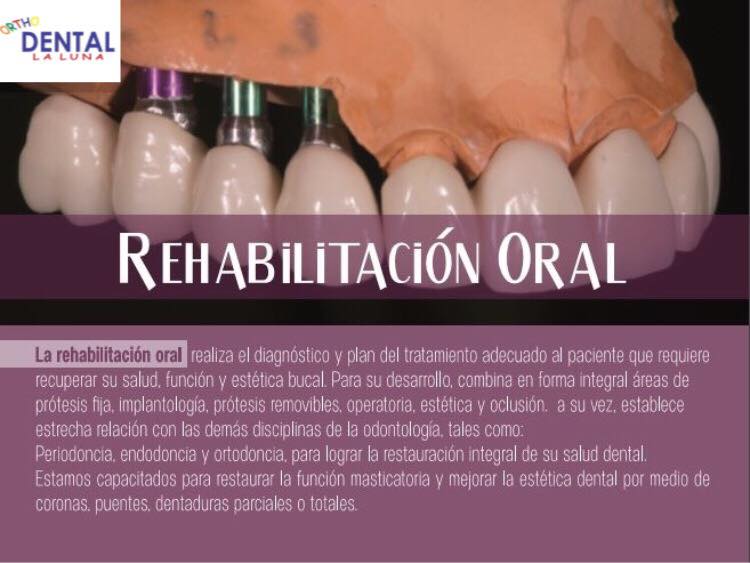 ORTHO
DENTAL
LA LUNA
REHABILITACIÓN ORAL
La rehabilitación oral realiza el diagnóstico y plan del tratamiento adecuado al paciente que requiere
recuperar su salud, función y estética bucal. Para su desarrollo, combina en forma integral áreas de
prótesis fija, implantología, prótesis removibles, operatoria, estética y oclusión. a su vez, establece
estrecha relación con las demás disciplinas de la odontología, tales como:
Periodoncia, endodoncia y ortodoncia, para lograr la restauración integral de su salud dental.
Estamos capacitados para restaurar la función masticatoria y mejorar la estética dental por medio de
coronas, puentes, dentaduras parciales o totales.